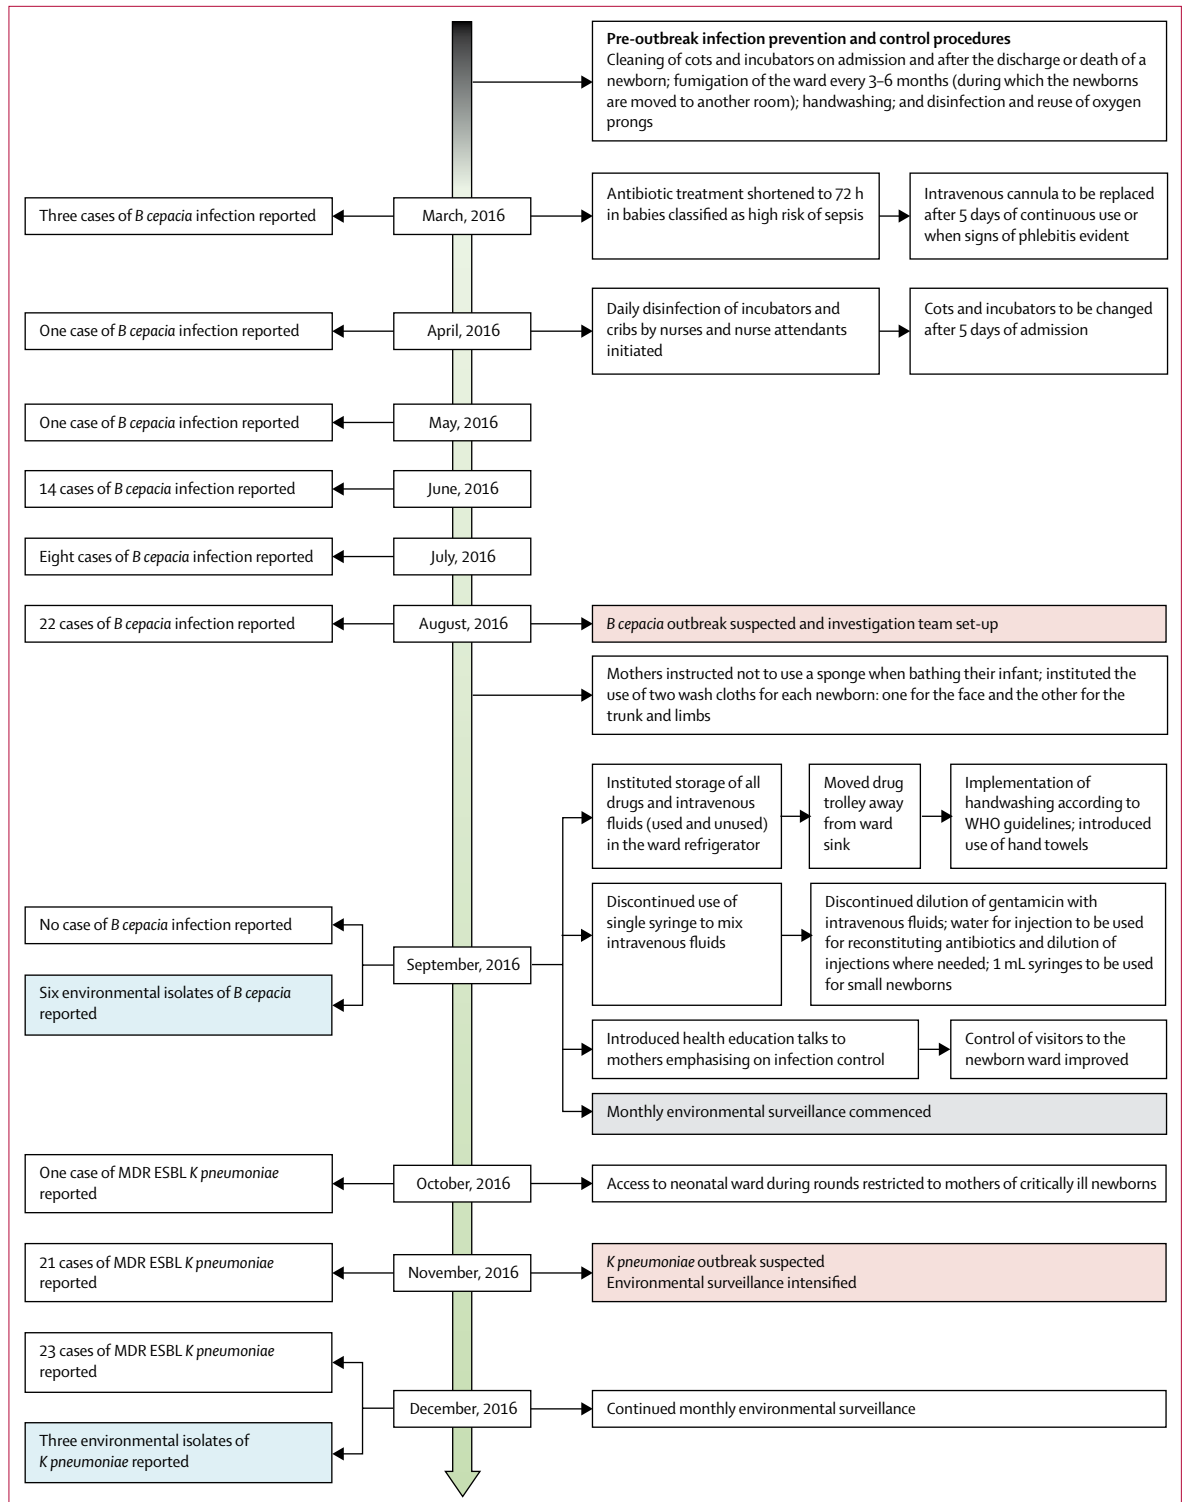 Pre-outbreak infection prevention and control procedures
Cleaning of cots and incubators on admission and after the discharge or death of a
newborn; fumigation of the ward every 3–6 months (during which the newborns
are moved to another room); handwashing; and disinfection and reuse of oxygen
prongs
Three cases of B cepacia infection reported
March, 2016
Antibiotic treatment shortened to 72 h
in babies classified as high risk of sepsis
Intravenous cannula to be replaced
after 5 days of continuous use or
when signs of phlebitis evident
One case of B cepacia infection reported
April, 2016
Daily disinfection of incubators and
cribs by nurses and nurse attendants
initiated
Cots and incubators to be changed
after 5 days of admission
One case of B cepacia infection reported
May, 2016
14 cases of B cepacia infection reported
June, 2016
Eight cases of B cepacia infection reported
July, 2016
22 cases of B cepacia infection reported
August, 2016
B cepacia outbreak suspected and investigation team set-up
Mothers instructed not to use a sponge when bathing their infant; instituted the
use of two wash cloths for each newborn: one for the face and the other for the
trunk and limbs
Instituted storage of all
drugs and intravenous
fluids (used and unused)
in the ward refrigerator
Moved drug
trolley away
from ward
sink
Implementation of
handwashing according to
WHO guidelines; introduced
use of hand towels
No case of B cepacia infection reported
Six environmental isolates of B cepacia
reported
September, 2016
Discontinued use of
single syringe to mix
intravenous fluids
Discontinued dilution of gentamicin with
intravenous fluids; water for injection to be used
for reconstituting antibiotics and dilution of
injections where needed; 1 mL syringes to be used
for small newborns
Introduced health education talks to
mothers emphasising on infection control
Control of visitors to the
newborn ward improved
Monthly environmental surveillance commenced
One case of MDR ESBL K pneumoniae
reported
October, 2016
Access to neonatal ward during rounds restricted to mothers of critically ill newborns
21 cases of MDR ESBL K pneumoniae
reported
November, 2016
K pneumoniae outbreak suspected
Environmental surveillance intensified
23 cases of MDR ESBL K pneumoniae
reported
Three environmental isolates of
K pneumoniae reported
December, 2016
Continued monthly environmental surveillance